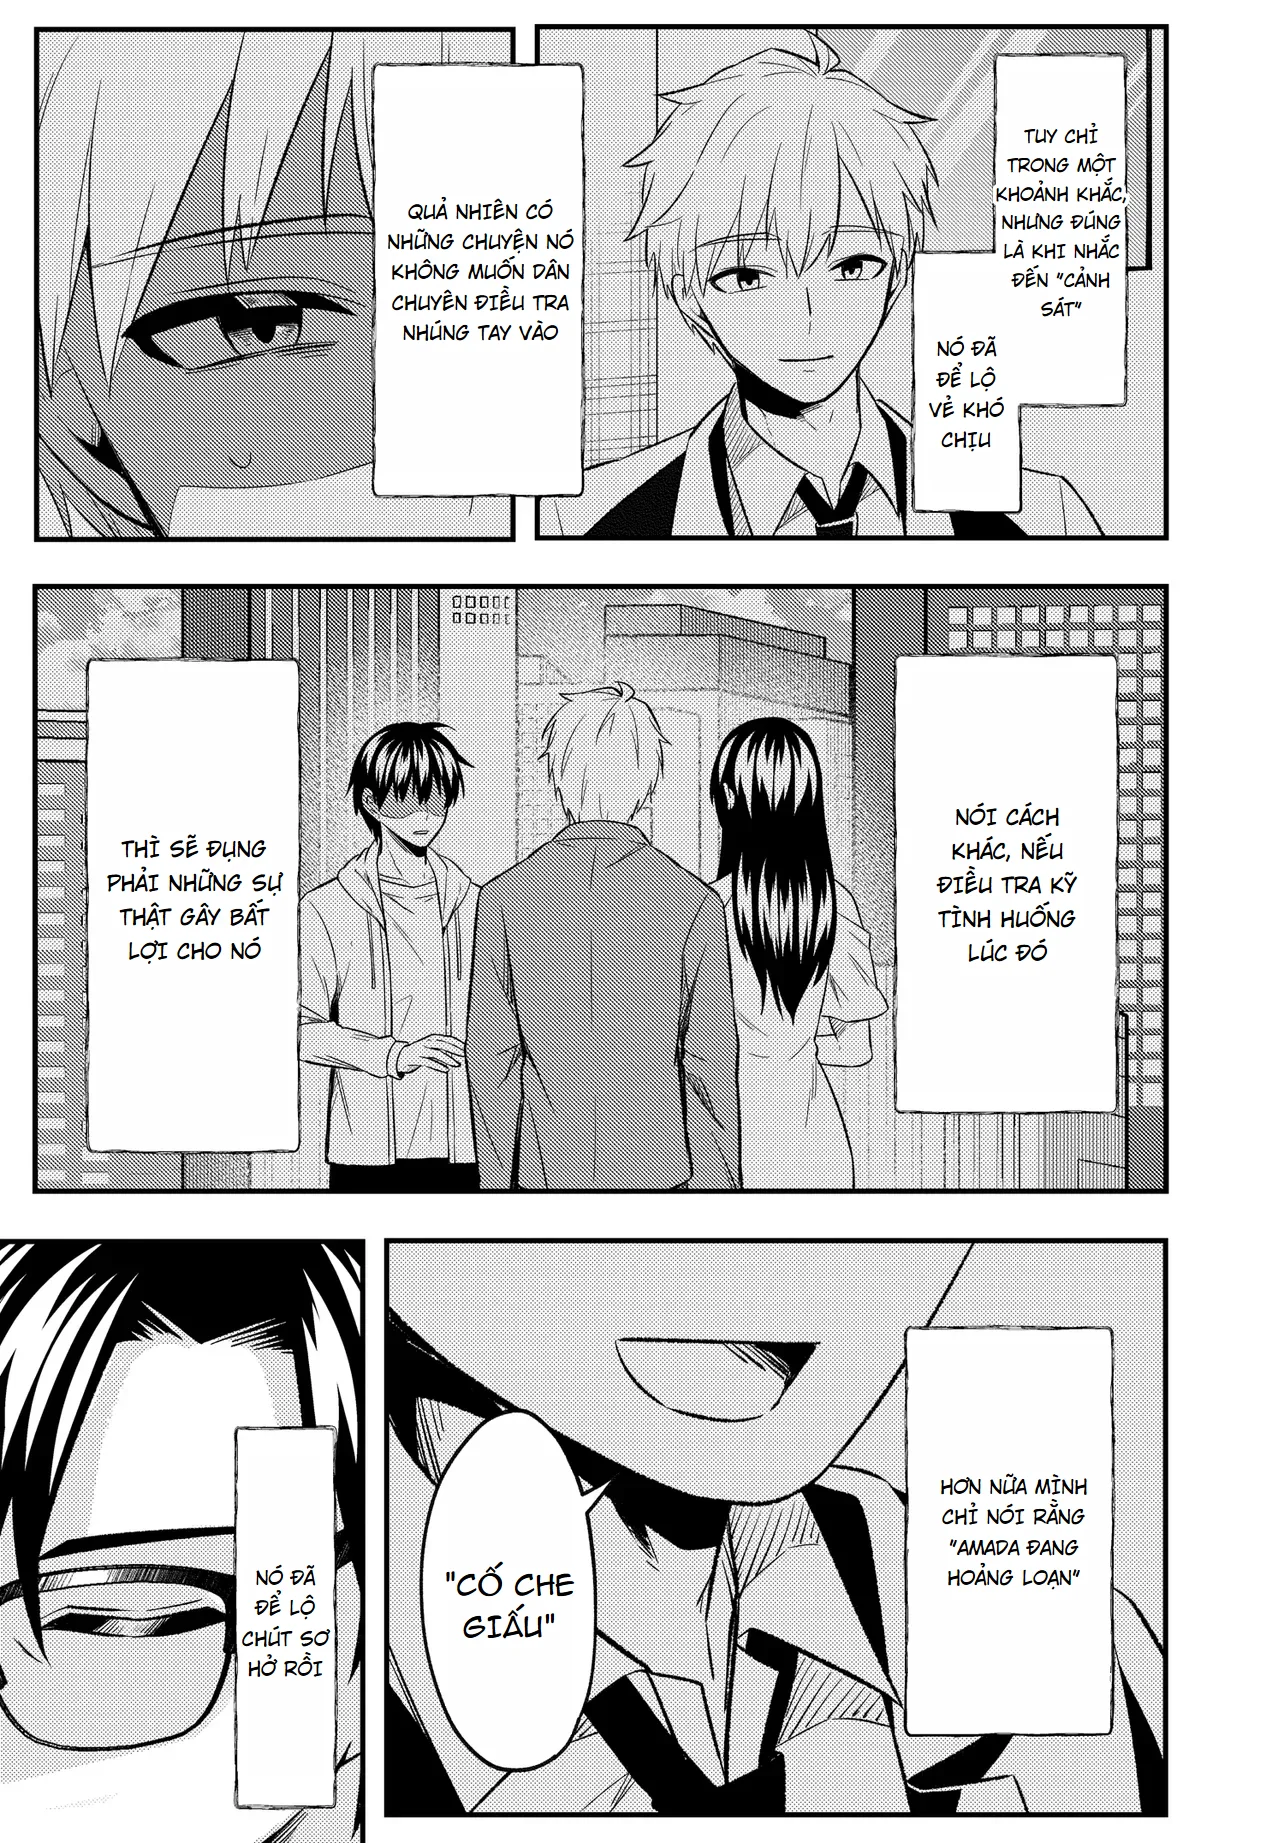 TUY CHỈ
TRONG MỘT
KHOẢNH KHẮC,
NHƯNG ĐÚNG
LÀ KHI NHẮC
ĐẾN "CẢNH
SÁT"
NÓ ĐÃ
ĐỂ LỘ
VẺ KHÓ
CHỊU
QUẢ NHIÊN CÓ
NHỮNG CHUYỆN NÓ
KHÔNG MUỐN DÂN
CHUYÊN ĐIỀU TRA
NHÚNG TAY VÀO
NÓI CÁCH
KHÁC, NẾU
ĐIỀU TRA KỸ
TÌNH HUỐNG
LÚC ĐÓ
THÌ SẼ ĐỤNG
PHẢI NHỮNG SỰ
THẬT GÂY BẤT
LỢI CHO NÓ
HƠN NỮA MÌNH
CHỈ NÓI RẰNG
"AMADA ĐANG
HOẢNG LOẠN"
"CỐ CHE
GIẤU"
NÓ ĐÃ
ĐỂ LỘ
CHÚT SƠ
HỞ RỒI